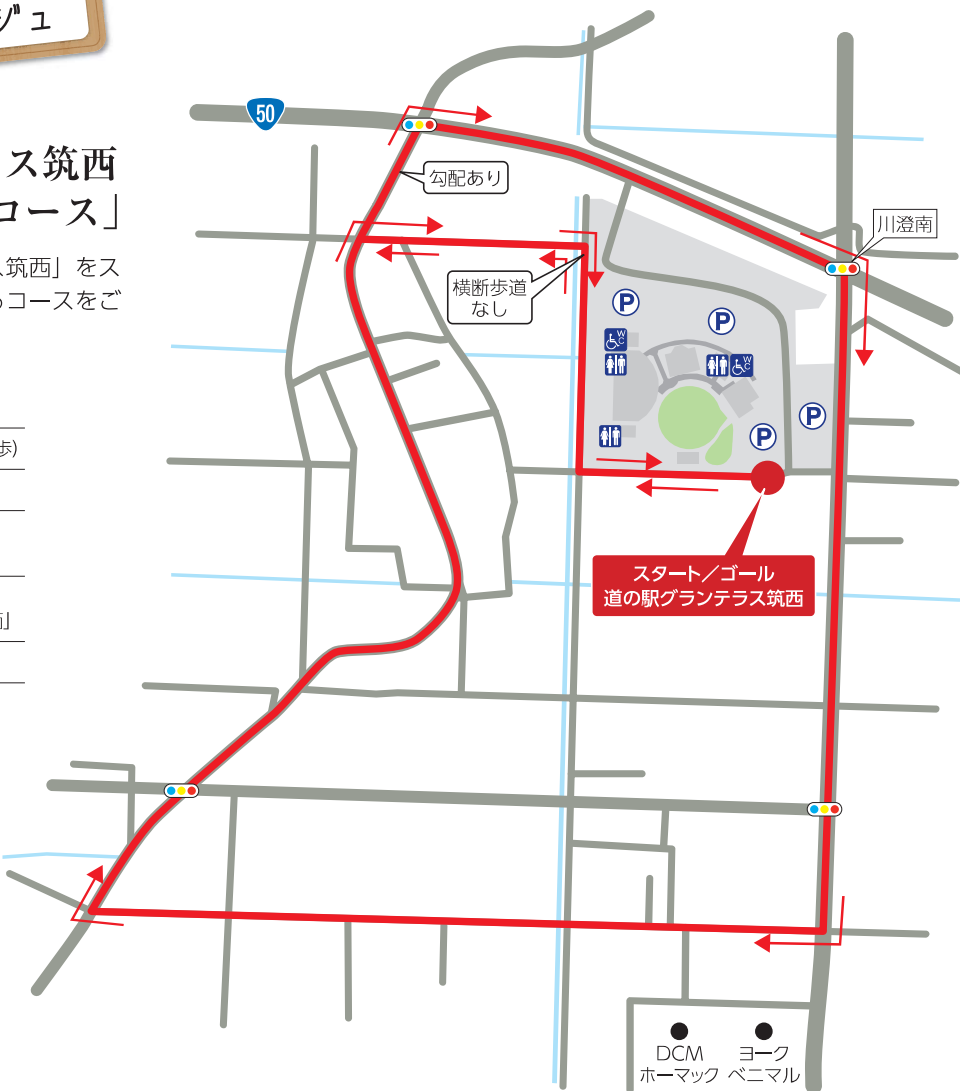 ジュ
ス筑西
コース」
筑西」をス
コースをご
歩)
50
勾配あり
川澄南
横断歩道
なし
P
P
WC
WC
P
P
スタート/ゴール
道の駅グランテラス筑西
DCM
ホーマック
ヨーク
ベニマル